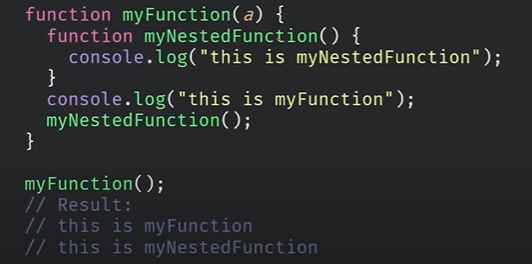 function myFunction(a) {
  function myNestedFunction() {
    console.log("this is myNestedFunction");
  }
  console.log("this is myFunction");
  myNestedFunction();
}

myFunction();
// Result:
// this is myFunction
// this is myNestedFunction